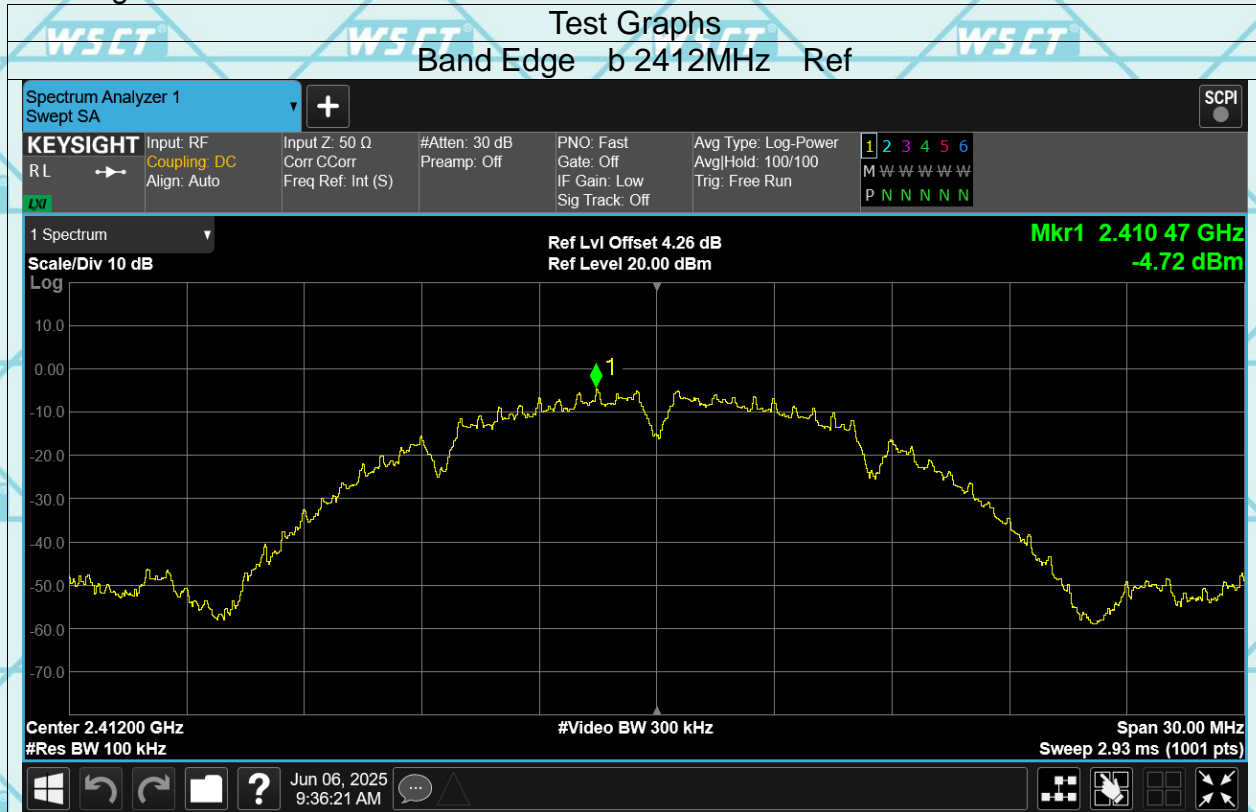 Test Graphs
WSCT® WSCT® WSCT®
Band Edge b 2412MHz Ref
Spectrum Analyzer 1
Swept SA
+
SCPI
KEYSIGHT
R L
LXI
Input: RF
Coupling: DC
Align: Auto
Input Z: 50 Ω
Corr CCorr
Freq Ref: Int (S)
#Atten: 30 dB
Preamp: Off
PNO: Fast
Gate: Off
IF Gain: Low
Sig Track: Off
Avg Type: Log-Power
Avg|Hold: 100/100
Trig: Free Run
1 2 3 4 5 6
M W W W W W
P N N N N N
1 Spectrum
Scale/Div 10 dB
Log
Ref Lvl Offset 4.26 dB
Ref Level 20.00 dBm
Mkr1 2.410 47 GHz
-4.72 dBm
10.0
0.00
1
-10.0
-20.0
-30.0
-40.0
-50.0
-60.0
-70.0
Center 2.41200 GHz
#Res BW 100 kHz
#Video BW 300 kHz
Span 30.00 MHz
Sweep 2.93 ms (1001 pts)
?
Jun 06, 2025
9:36:21 AM